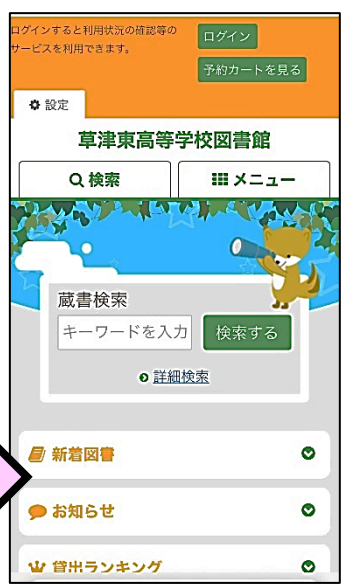 ログインすると利用状況の確認等の
サービスを利用できます。
ログイン
予約カートを見る
設定
草津東高等学校図書館
検索
メニュー
蔵書検索
キーワードを入力
検索する
詳細検索
新着図書
お知らせ
貸出ランキング